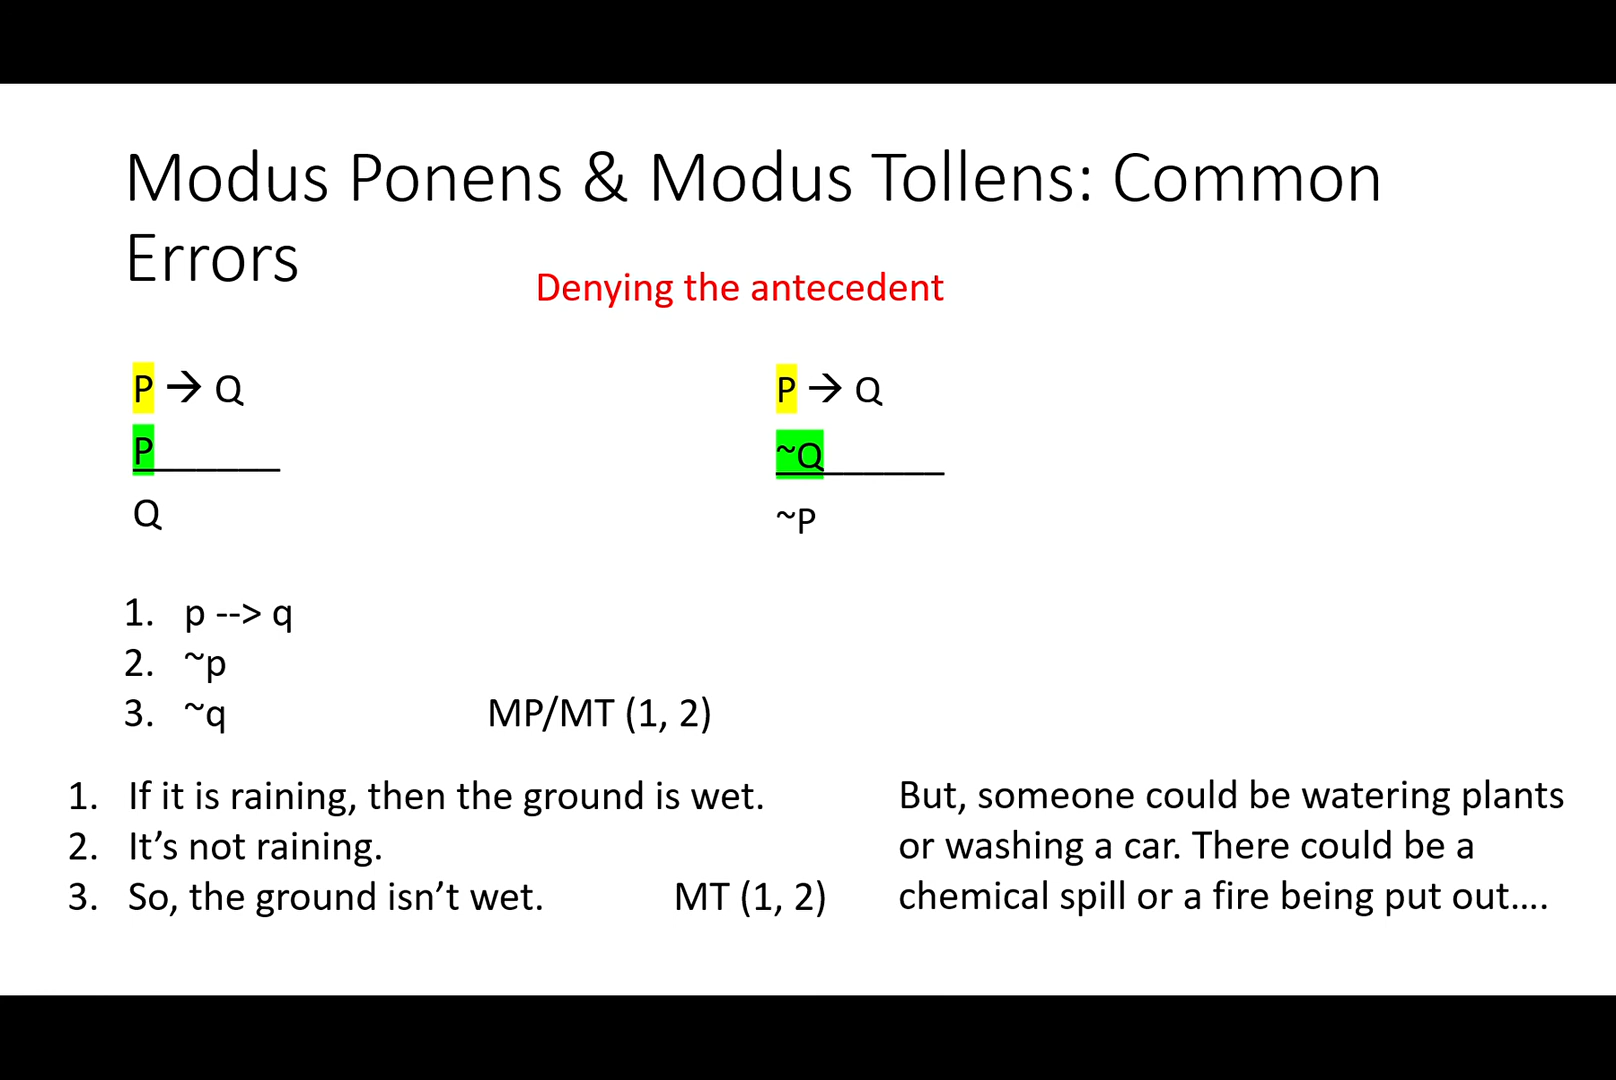 Modus Ponens & Modus Tollens: Common
Errors
Denying the antecedent
P → Q
P
Q
P → Q
~Q
~P
1. p --> q
2. ~p
3. ~q MP/MT (1, 2)
1. If it is raining, then the ground is wet.
2. It’s not raining.
3. So, the ground isn’t wet. MT (1, 2)
But, someone could be watering plants
or washing a car. There could be a
chemical spill or a fire being put out....